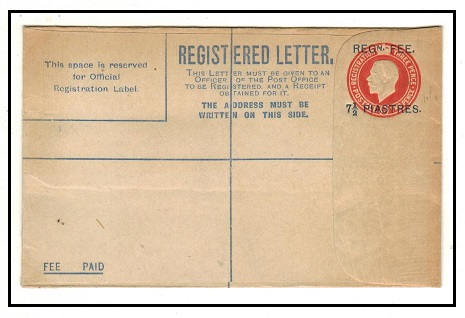 This space is reserved
for Official
Registration Label.
REGISTERED LETTER.
THIS LETTER MUST BE GIVEN TO AN
OFFICER OF THE POST OFFICE
TO BE REGISTERED, AND A RECEIPT
OBTAINED FOR IT.
THE ADDRESS MUST BE
WRITTEN ON THIS SIDE.
REGN. FEE.
7½ PIASTRES.
FEE PAID